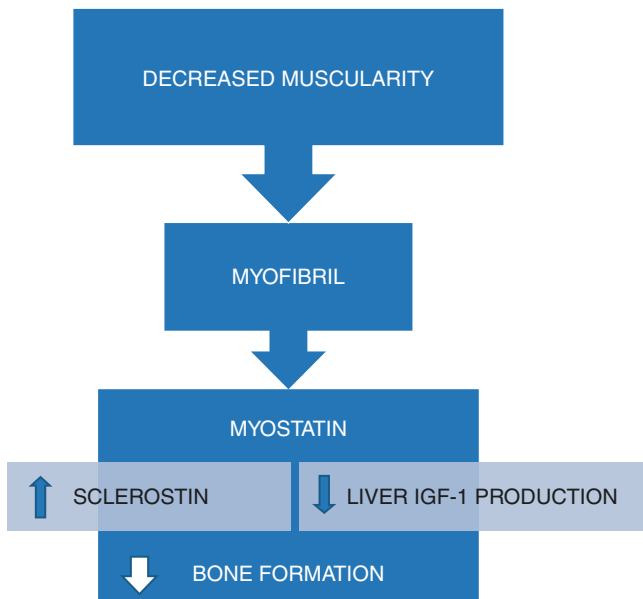 DECREASED MUSCULARITY
MYOFIBRIL
MYOSTATIN
SCLEROSTIN
LIVER IGF-1 PRODUCTION
BONE FORMATION